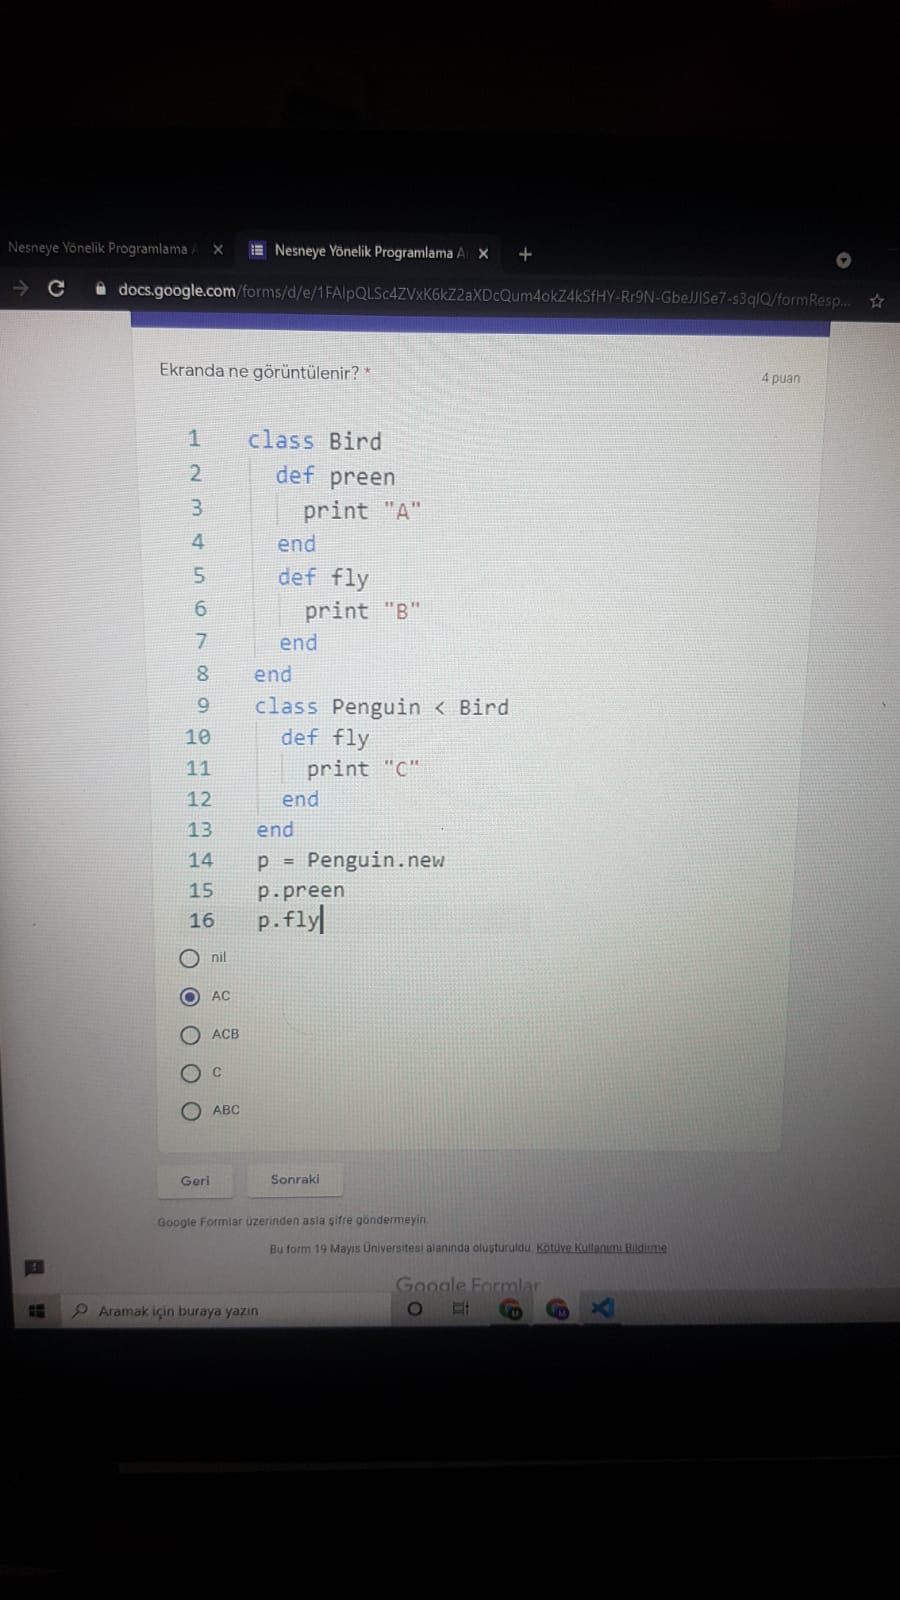 Nesneye Yönelik Programlama A
Nesneye Yönelik Programlama A
docs.google.com/forms/d/e/1FAIpQLSc4ZVxK6kZ2aXDcQum4okZ4kSfHY-Rr9N-GbeJJISe7-s3qlQ/formResp...
Ekranda ne görüntülenir? *
4 puan
1 class Bird
2 def preen
3 print "A"
4 end
5 def fly
6 print "B"
7 end
8 end
9 class Penguin < Bird
10 def fly
11 print "C"
12 end
13 end
14 p = Penguin.new
15 p.preen
16 p.fly
nil
AC
ACB
C
ABC
Geri
Sonraki
Google Formlar üzerinden asla şifre göndermeyin.
Bu form 19 Mayıs Üniversitesi alanında oluşturuldu. Kötüye Kullanımı Bildirme
Google Formlar
Aramak için buraya yazın